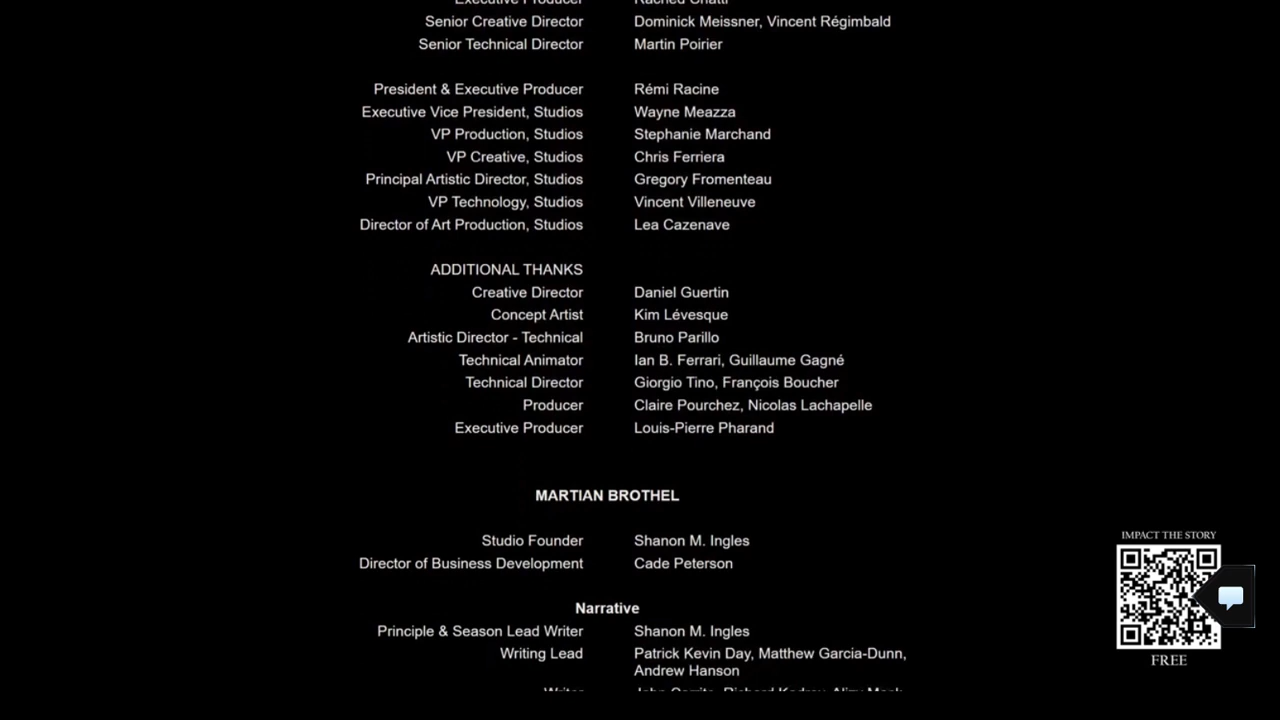 Senior Creative Director Dominick Meissner, Vincent Régimbald
Senior Technical Director Martin Poirier
President & Executive Producer Rémi Racine
Executive Vice President, Studios Wayne Meazza
VP Production, Studios Stephanie Marchand
VP Creative, Studios Chris Ferriera
Principal Artistic Director, Studios Gregory Fromenteau
VP Technology, Studios Vincent Villeneuve
Director of Art Production, Studios Lea Cazenave
ADDITIONAL THANKS
Creative Director Daniel Guertin
Concept Artist Kim Lévesque
Artistic Director - Technical Bruno Parillo
Technical Animator Ian B. Ferrari, Guillaume Gagné
Technical Director Giorgio Tino, François Boucher
Producer Claire Pourchez, Nicolas Lachapelle
Executive Producer Louis-Pierre Pharand
MARTIAN BROTHEL
Studio Founder Shanon M. Ingles
Director of Business Development Cade Peterson
Narrative
Principle & Season Lead Writer Shanon M. Ingles
Writing Lead Patrick Kevin Day, Matthew Garcia-Dunn,
Andrew Hanson
IMPACT THE STORY
FREE